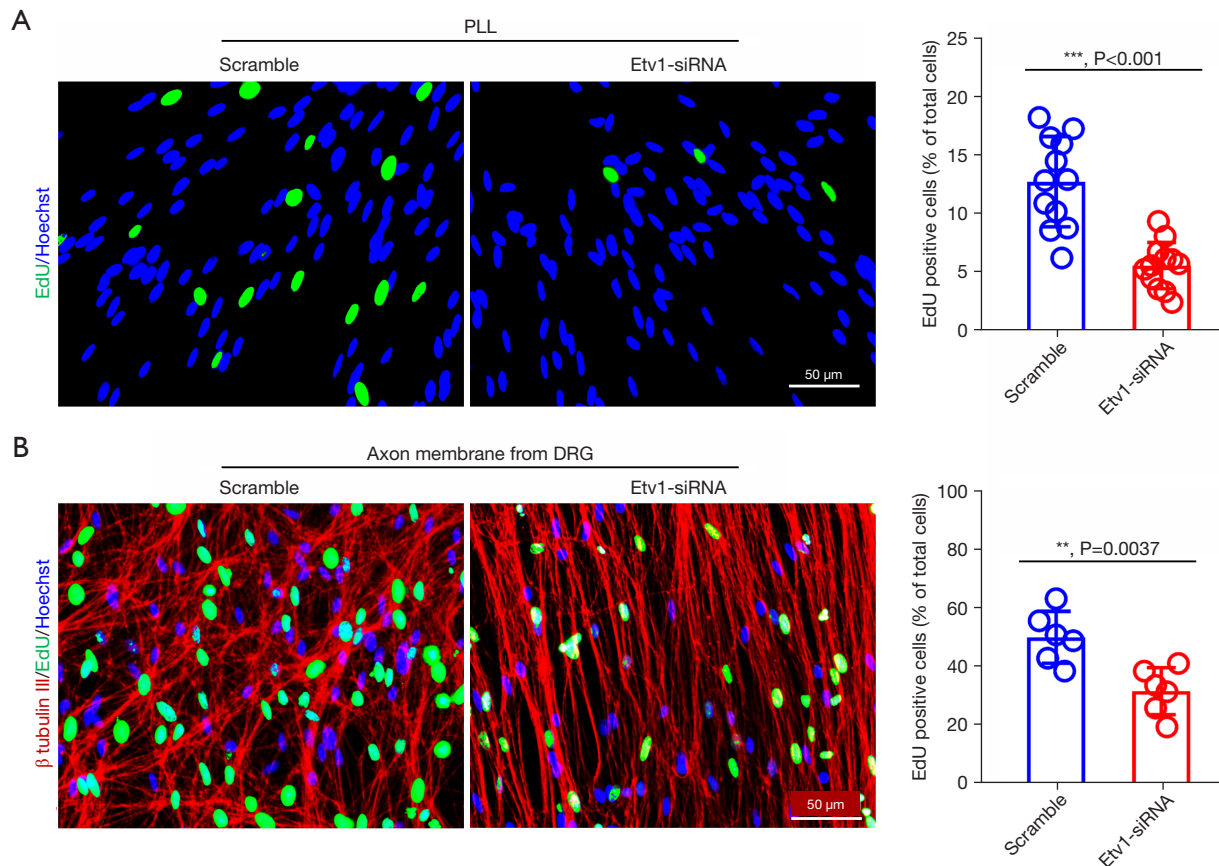 A
PLL
Scramble
Etv1-siRNA
EdU/Hoechst
50 μm
EdU positive cells (% of total cells)
25
20
15
10
5
0
***, P<0.001
Scramble
Etv1-siRNA
B
Axon membrane from DRG
Scramble
Etv1-siRNA
β tubulin III/EdU/Hoechst
50 μm
EdU positive cells (% of total cells)
100
80
60
40
20
0
**, P=0.0037
Scramble
Etv1-siRNA